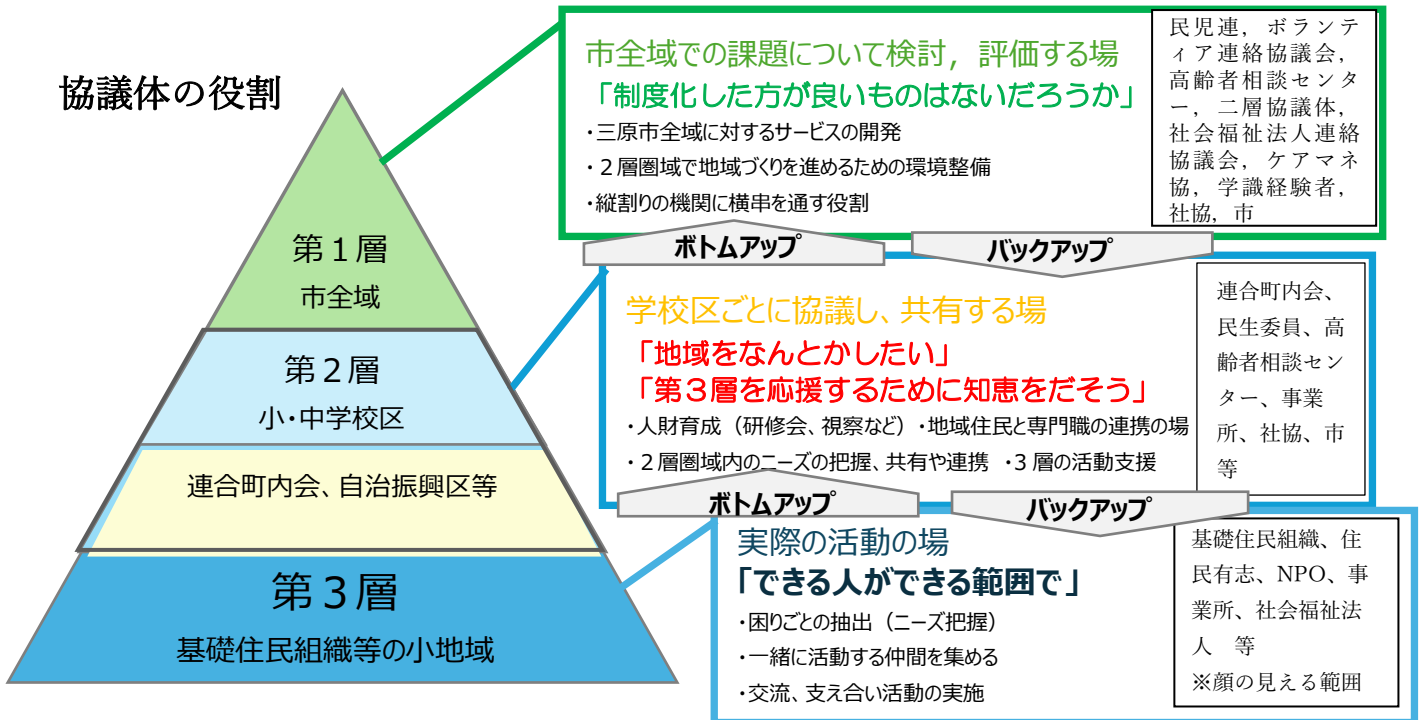 協議体の役割
第1層
市全域
第2層
小・中学校区
連合町内会、自治振興区等
第3層
基礎住民組織等の小地域
市全域での課題について検討，評価する場
「制度化した方が良いものはないだろうか」
・三原市全域に対するサービスの開発
・２層圏域で地域づくりを進めるための環境整備
・縦割りの機関に横串を通す役割
民児連，ボランテ
ィア連絡協議会，
高齢者相談センタ
ー，二層協議体，
社会福祉法人連絡
協議会，ケアマネ
協，学識経験者，
社協，市
ボトムアップ
バックアップ
学校区ごとに協議し、共有する場
「地域をなんとかしたい」
「第３層を応援するために知恵をだそう」
・人財育成（研修会、視察など）・地域住民と専門職の連携の場
・２層圏域内のニーズの把握、共有や連携　・３層の活動支援
連合町内会、
民生委員、高
齢者相談セン
ター、事業
所、社協、市
等
ボトムアップ
バックアップ
実際の活動の場
「できる人ができる範囲で」
・困りごとの抽出（ニーズ把握）
・一緒に活動する仲間を集める
・交流、支え合い活動の実施
基礎住民組織、住
民有志、NPO、事
業所、社会福祉法
人　等
※顔の見える範囲